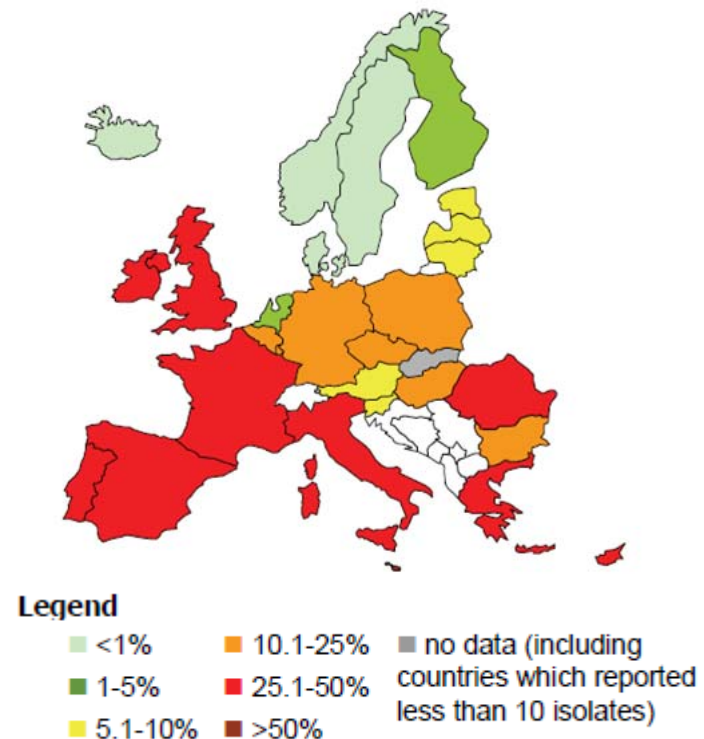 Legend
<1%
1-5%
5.1-10%
10.1-25%
25.1-50%
>50%
no data (including
countries which reported
less than 10 isolates)